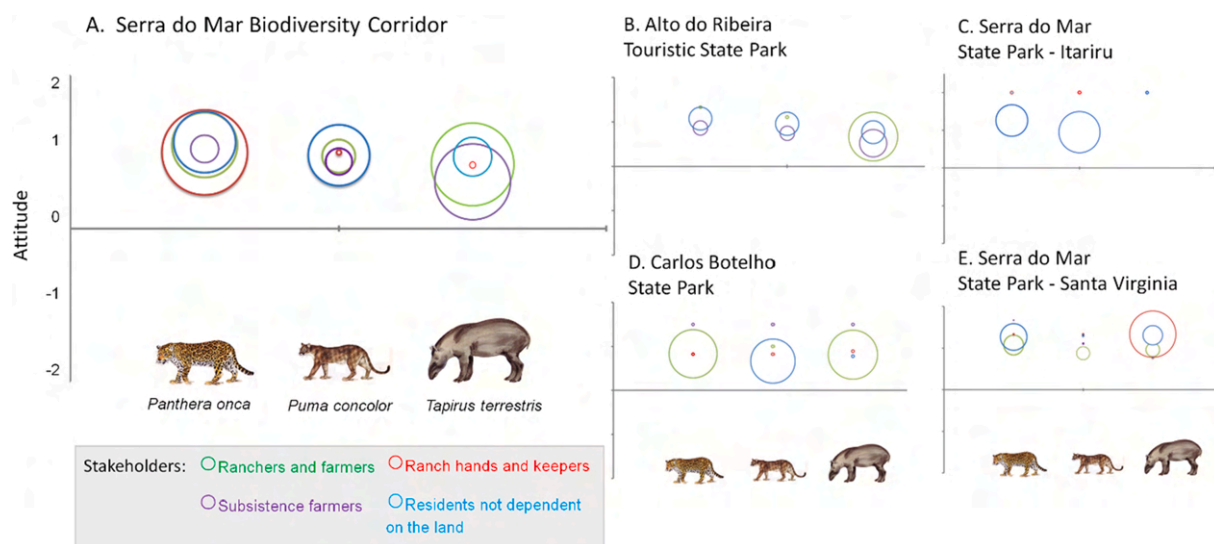 A. Serra do Mar Biodiversity Corridor
Attitude
2
1
0
-1
-2
Panthera onca
Puma concolor
Tapirus terrestris
Stakeholders:
Ranchers and farmers
Ranch hands and keepers
Subsistence farmers
Residents not dependent
on the land
B. Alto do Ribeira
Touristic State Park
C. Serra do Mar
State Park - Itariru
D. Carlos Botelho
State Park
E. Serra do Mar
State Park - Santa Virginia